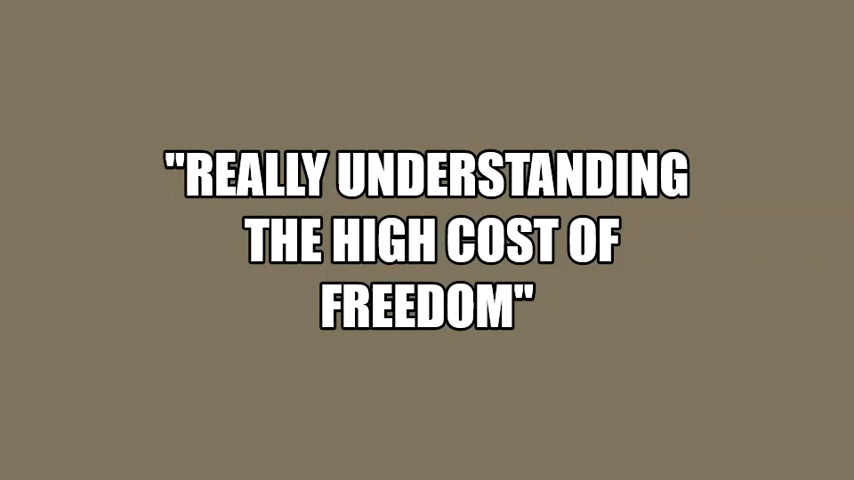 "REALLY UNDERSTANDING
THE HIGH COST OF
FREEDOM"